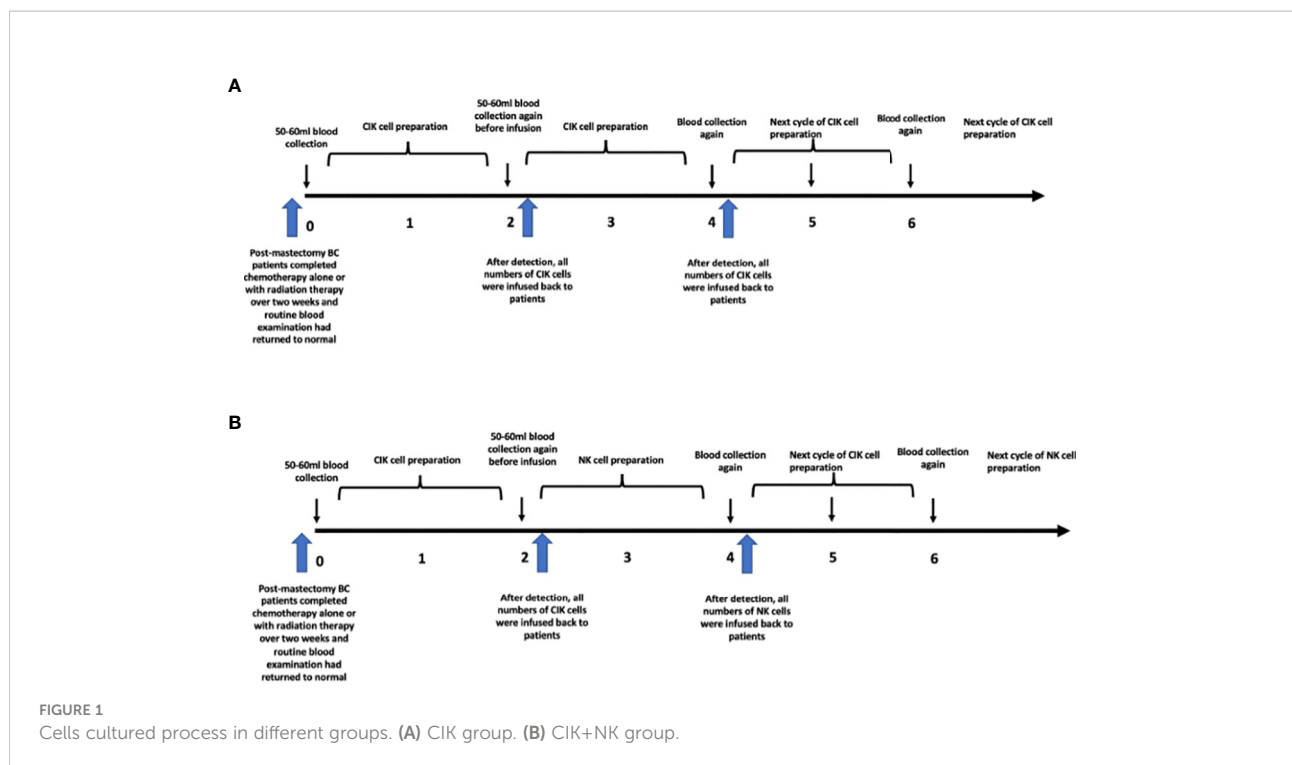 A
50-60ml blood
collection
CIK cell preparation
50-60ml blood
collection again
before infusion
CIK cell preparation
Blood collection
again
Next cycle of CIK cell
preparation
Blood collection
again
Next cycle of CIK cell
preparation
0
1
2
3
4
5
6
Post-mastectomy BC
patients completed
chemotherapy alone or
with radiation therapy
over two weeks and
routine blood
examination had
returned to normal
After detection, all
numbers of CIK cells
were infused back to
patients
After detection, all
numbers of CIK cells
were infused back to
patients
B
50-60ml blood
collection
CIK cell preparation
50-60ml blood
collection again
before infusion
NK cell preparation
Blood collection
again
Next cycle of CIK cell
preparation
Blood collection
again
Next cycle of NK cell
preparation
0
1
2
3
4
5
6
Post-mastectomy BC
patients completed
chemotherapy alone or
with radiation therapy
over two weeks and
routine blood
examination had
returned to normal
After detection, all
numbers of CIK cells
were infused back to
patients
After detection, all
numbers of NK cells
were infused back to
patients
FIGURE 1
Cells cultured process in different groups. (A) CIK group. (B) CIK+NK group.